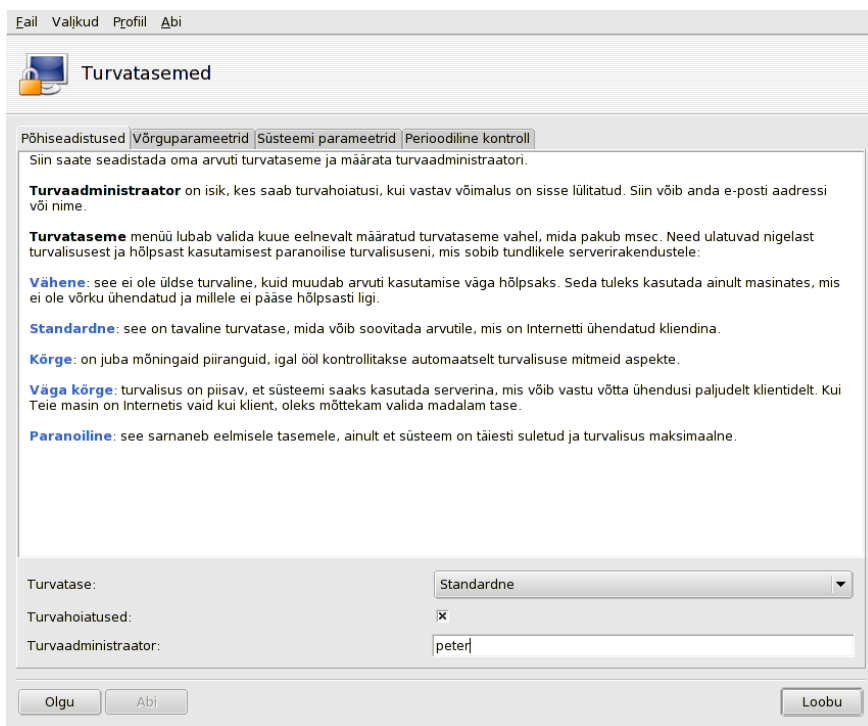 Fail Valikud Profiil Abi
Turvatasemed
Põhiseadistused Võrguparameetrid Süsteemi parameetrid Perioodiline kontroll
Siin saate seadistada oma arvuti turvataseme ja määrata turvaadministraatori.
Turvaadministraator on isik, kes saab turvahoiatusi, kui vastav võimalus on sisse lülitatud. Siin võib anda e-posti aadressi
või nime.
Turvataseme menüü lubab valida kuue eelnevalt määratud turvataseme vahel, mida pakub msec. Need ulatuvad nigelast
turvalisusest ja hõlpsast kasutamisest paranoilise turvalisuseni, mis sobib tundlikele serverirakendustele:
Vähene: see ei ole üldse turvaline, kuid muudab arvuti kasutamise väga hõlpsaks. Seda tuleks kasutada ainult masinates, mis
ei ole võrku ühendatud ja millele ei pääse hõlpsasti ligi.
Standardne: see on tavaline turvatase, mida võib soovitada arvutile, mis on Internetti ühendatud kliendina.
Kõrge: on juba mõningaid piiranguid, igal ööl kontrollitakse automaatselt turvalisuse mitmeid aspekte.
Väga kõrge: turvalisus on piisav, et süsteemi saaks kasutada serverina, mis võib vastu võtta ühendusi paljudelt klientidelt. Kui
Teie masin on Internetis vaid kui klient, oleks mõttekam valida madalam tase.
Paranoiline: see sarnaneb eelmisele tasemele, ainult et süsteem on täiesti suletud ja turvalisus maksimaalne.
Turvatase: Standardne
Turvahoiatused:
Turvaadministraator: peter
Olgu Abi Loobu